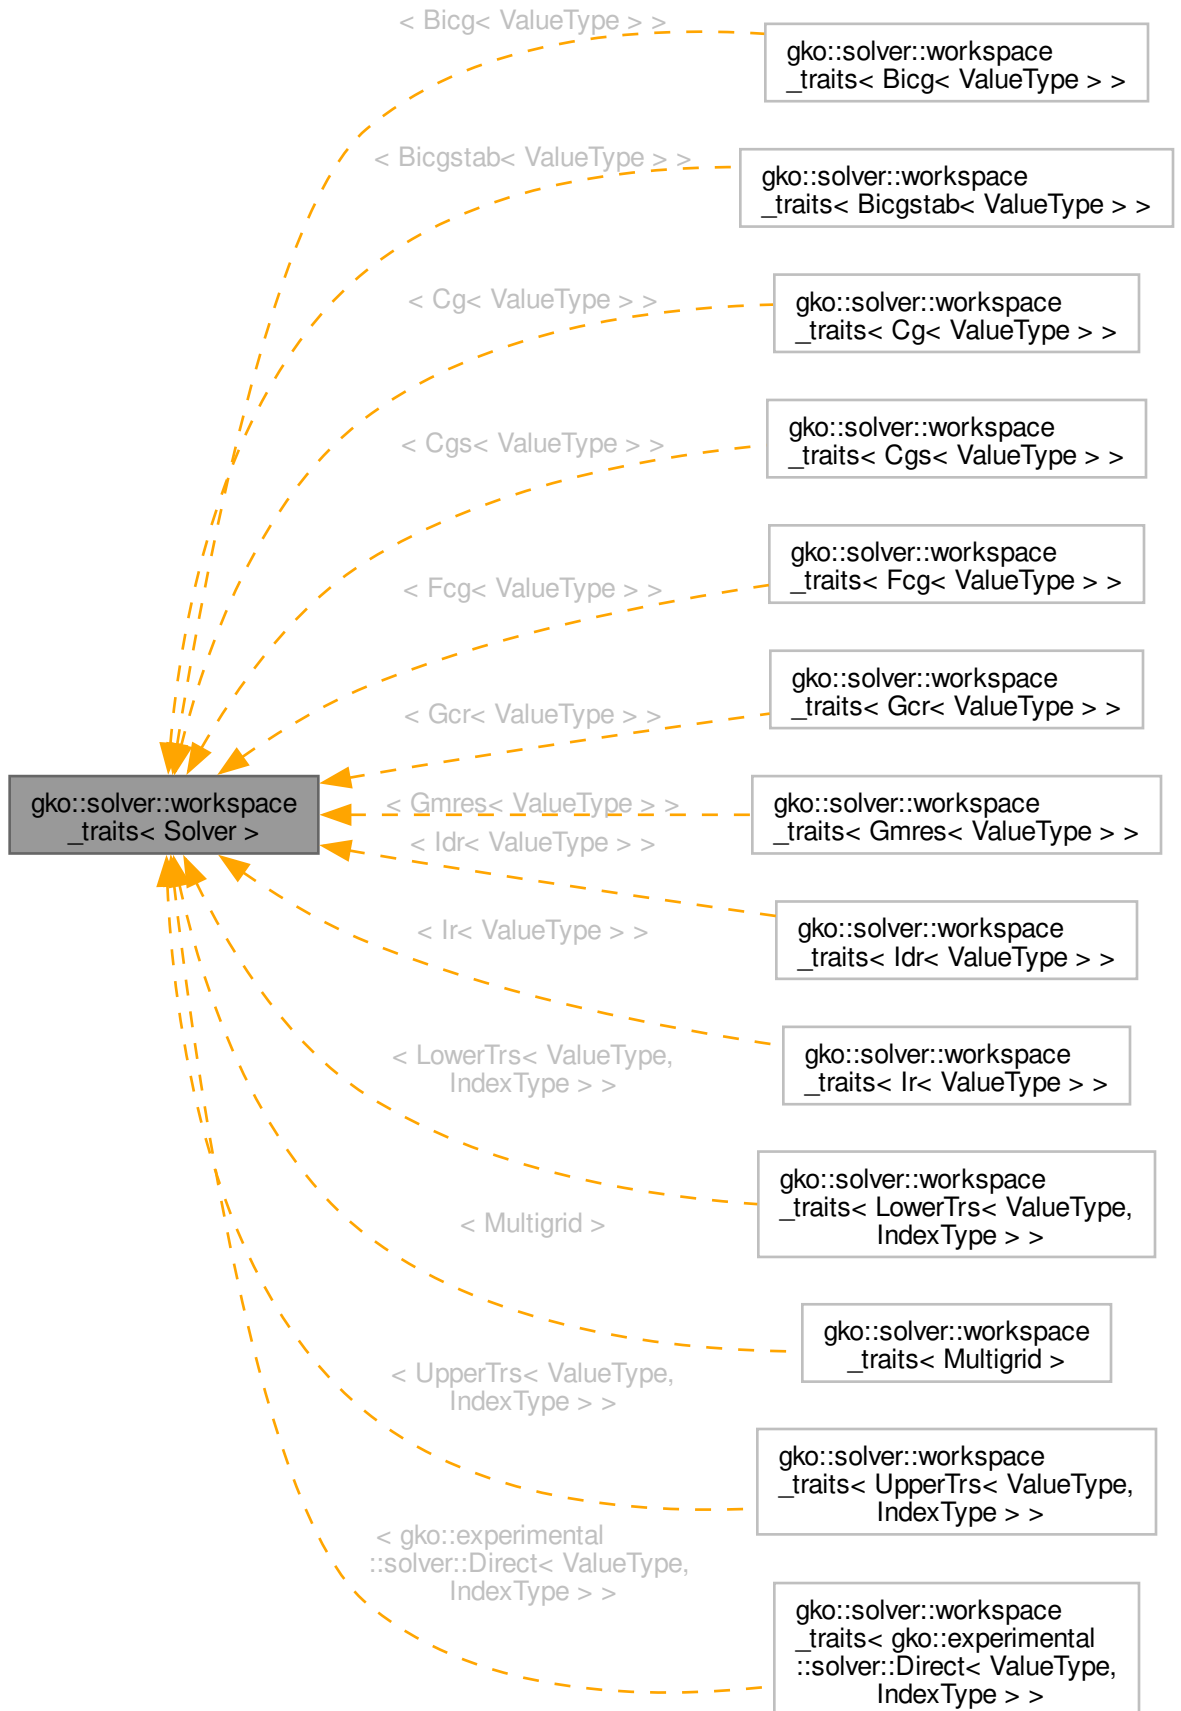 < Bicg< ValueType > >
gko::solver::workspace
_traits< Bicg< ValueType > >
< Bicgstab< ValueType > >
gko::solver::workspace
_traits< Bicgstab< ValueType > >
< Cg< ValueType > >
gko::solver::workspace
_traits< Cg< ValueType > >
< Cgs< ValueType > >
gko::solver::workspace
_traits< Cgs< ValueType > >
< Fcg< ValueType > >
gko::solver::workspace
_traits< Fcg< ValueType > >
< Gcr< ValueType > >
gko::solver::workspace
_traits< Gcr< ValueType > >
gko::solver::workspace
_traits< Solver >
< Gmres< ValueType > >
gko::solver::workspace
_traits< Gmres< ValueType > >
< Idr< ValueType > >
gko::solver::workspace
_traits< Idr< ValueType > >
< Ir< ValueType > >
gko::solver::workspace
_traits< Ir< ValueType > >
< LowerTrs< ValueType,
IndexType > >
gko::solver::workspace
_traits< LowerTrs< ValueType,
IndexType > >
< Multigrid >
gko::solver::workspace
_traits< Multigrid >
< UpperTrs< ValueType,
IndexType > >
gko::solver::workspace
_traits< UpperTrs< ValueType,
IndexType > >
< gko::experimental
::solver::Direct< ValueType,
IndexType > >
gko::solver::workspace
_traits< gko::experimental
::solver::Direct< ValueType,
IndexType > >